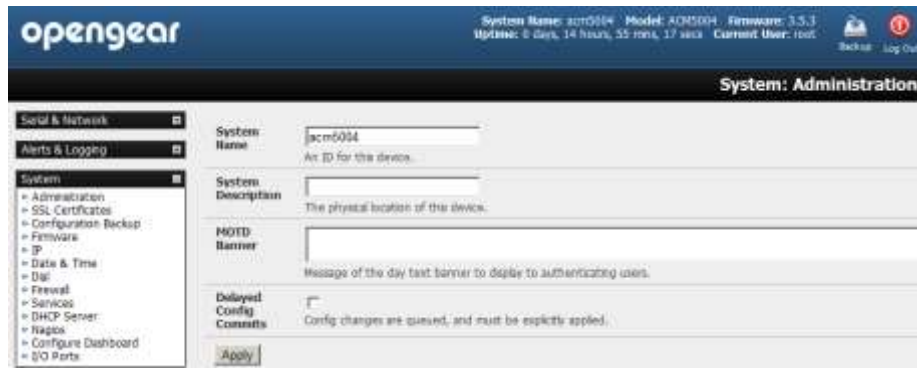 opengear
System Name: acm5004 Model: ACM5004 Firmware: 3.5.3
Uptime: 0 days, 14 hours, 55 mins, 17 secs Current User: root
Backup
Log Out
System: Administration
Serial & Network
Alerts & Logging
System
Administration
SSL Certificates
Configuration Backup
Firmware
IP
Date & Time
Dial
Firewall
Services
DHCP Server
Nagios
Configure Dashboard
I/O Ports
System Name
acm5004
An ID for this device.
System Description
The physical location of this device.
MOTD Banner
Message of the day text banner to display to authenticating users.
Delayed Config Commits
Config changes are queued, and must be explicitly applied.
Apply